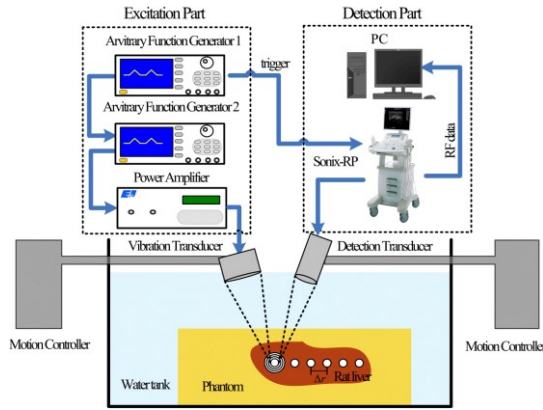 Excitation Part
Detection Part
Arvitrary Function Generator 1
PC
trigger
Arvitrary Function Generator 2
Sonix-RP
RF data
Power Amplifier
Vibration Transducer
Detection Transducer
Motion Controller
Motion Controller
Δr
Rat liver
Water tank
Phantom